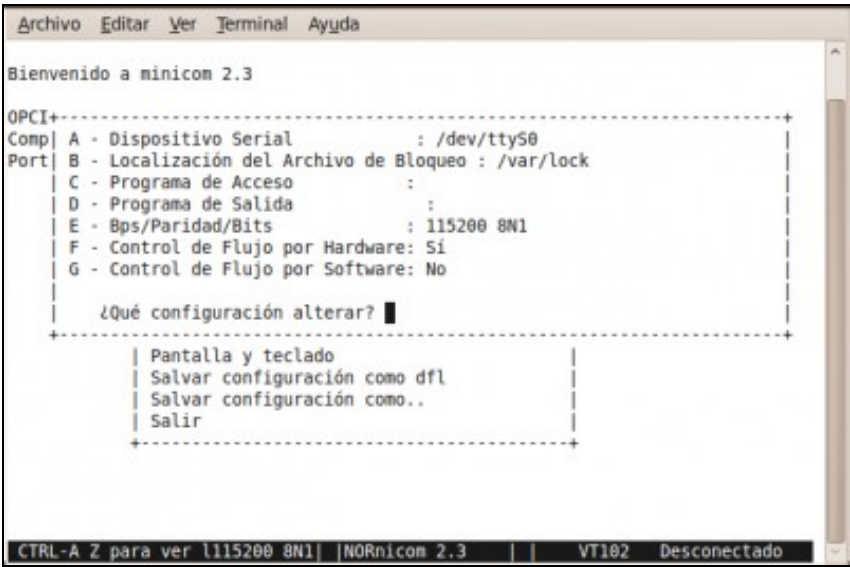 Archivo Editar Ver Terminal Ayuda
Bienvenido a minicom 2.3
OPCI+----------------------------------------------------------------------+
Comp| A - Dispositivo Serial : /dev/ttyS0 |
Port| B - Localización del Archivo de Bloqueo : /var/lock |
| C - Programa de Acceso : |
| D - Programa de Salida : |
| E - Bps/Paridad/Bits : 115200 8N1 |
| F - Control de Flujo por Hardware: Sí |
| G - Control de Flujo por Software: No |
| |
| ¿Qué configuración alterar? |
+----------------------------------------------------------------------+
| Pantalla y teclado |
| Salvar configuración como dfl |
| Salvar configuración como.. |
| Salir |
+------------------------------------------+
CTRL-A Z para ver l115200 8N1| |NORnicom 2.3 | | VT102 Desconectado